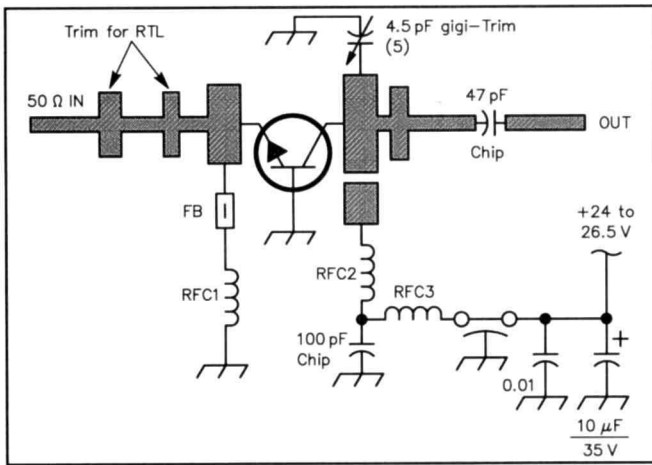 Trim for RTL
4.5 pF gigi-Trim
(5)
50 Ω IN
47 pF
OUT
Chip
FB
+24 to
26.5 V
RFC1
RFC2
RFC3
100 pF
Chip
0.01
+
10 μF
35 V